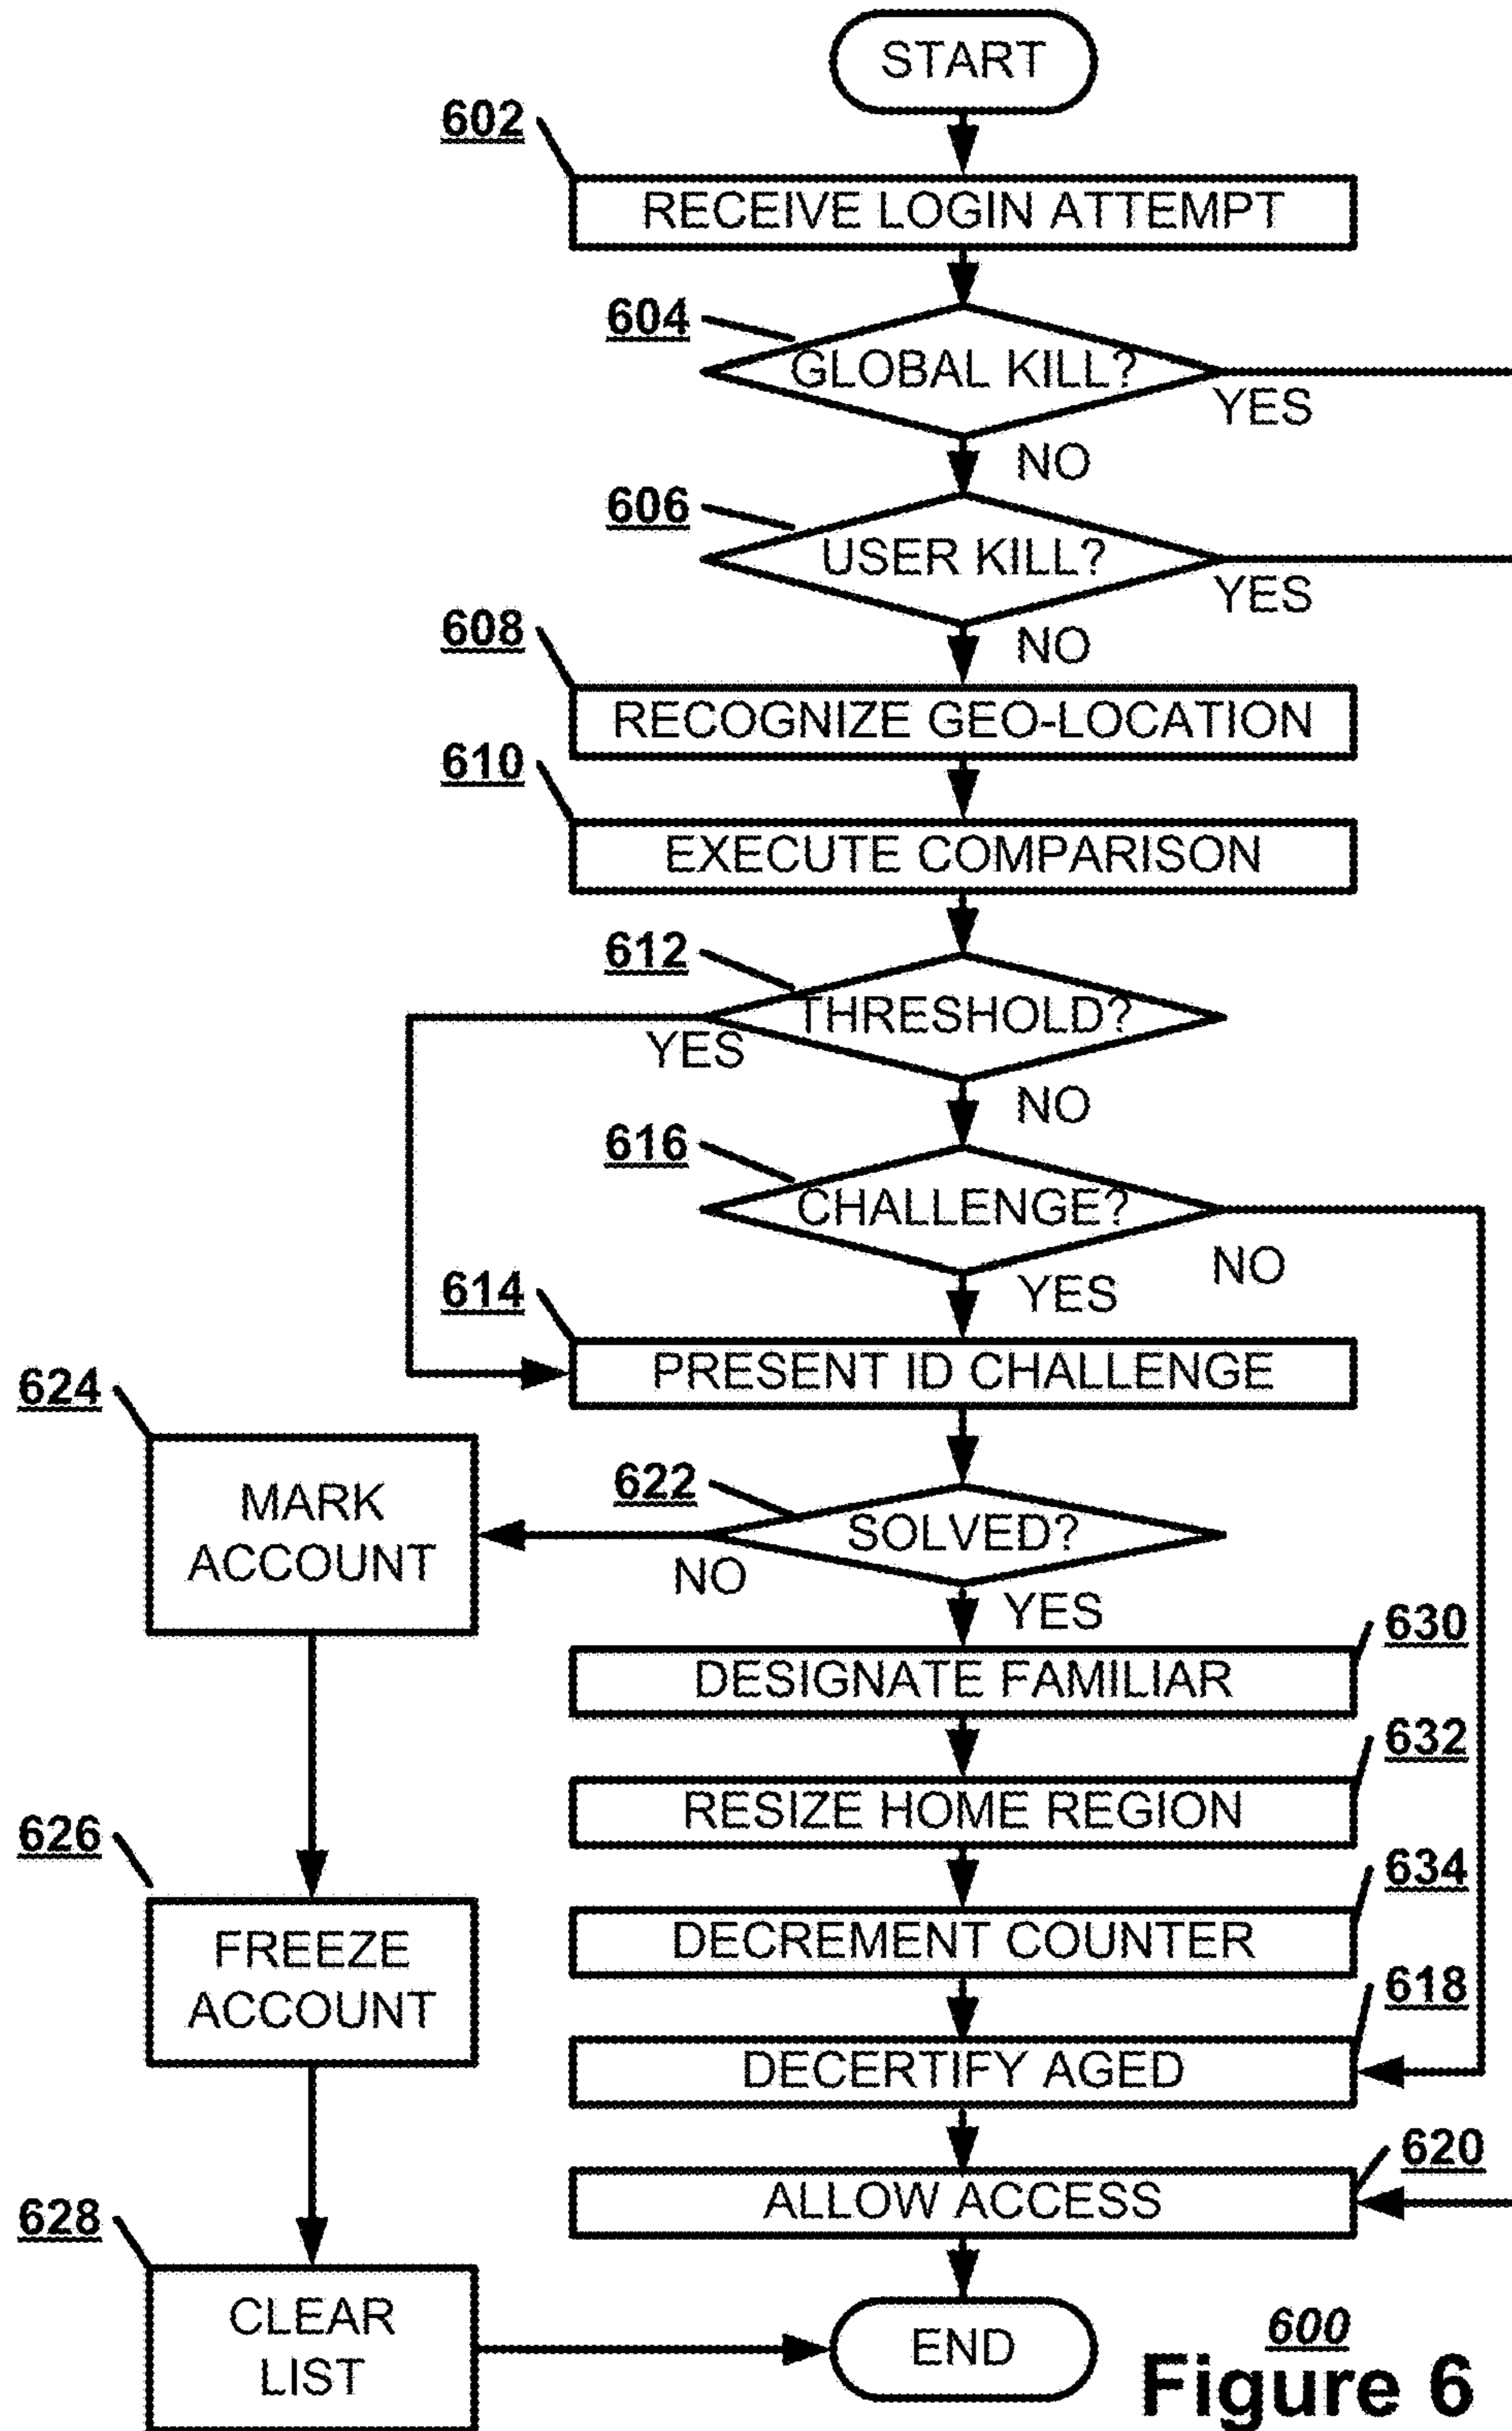 START
602
RECEIVE LOGIN ATTEMPT
604
GLOBAL KILL?
YES
NO
606
USER KILL?
YES
NO
608
RECOGNIZE GEO-LOCATION
610
EXECUTE COMPARISON
612
THRESHOLD?
YES
NO
616
CHALLENGE?
NO
YES
614
PRESENT ID CHALLENGE
624
MARK
ACCOUNT
622
SOLVED?
NO
YES
630
DESIGNATE FAMILIAR
632
RESIZE HOME REGION
626
FREEZE
ACCOUNT
634
DECREMENT COUNTER
618
DECERTIFY AGED
620
ALLOW ACCESS
628
CLEAR
LIST
END
600
Figure 6